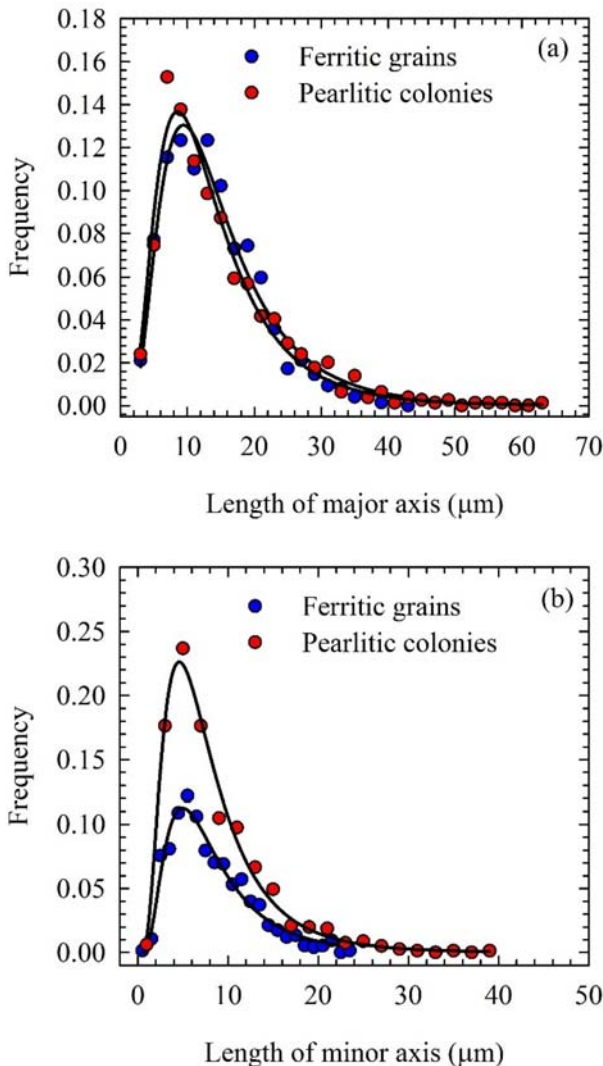 0.18
0.16
0.14
0.12
0.10
0.08
0.06
0.04
0.02
0.00
Frequency
(a)
Ferritic grains
Pearlitic colonies
0 10 20 30 40 50 60 70
Length of major axis (μm)
0.30
0.25
0.20
0.15
0.10
0.05
0.00
Frequency
(b)
Ferritic grains
Pearlitic colonies
0 10 20 30 40 50
Length of minor axis (μm)